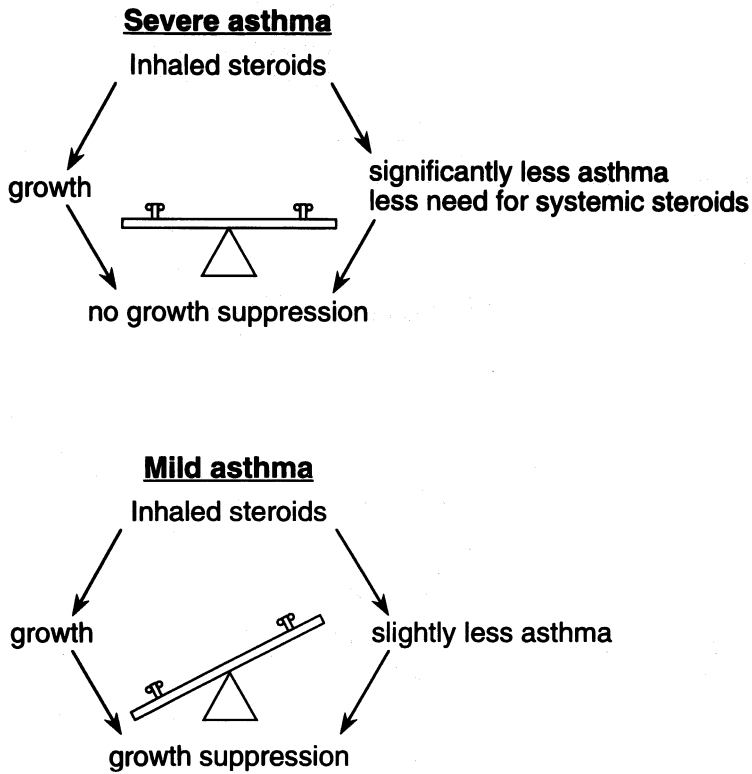 Severe asthma
Inhaled steroids
growth
significantly less asthma
less need for systemic steroids
no growth suppression
Mild asthma
Inhaled steroids
growth
slightly less asthma
growth suppression